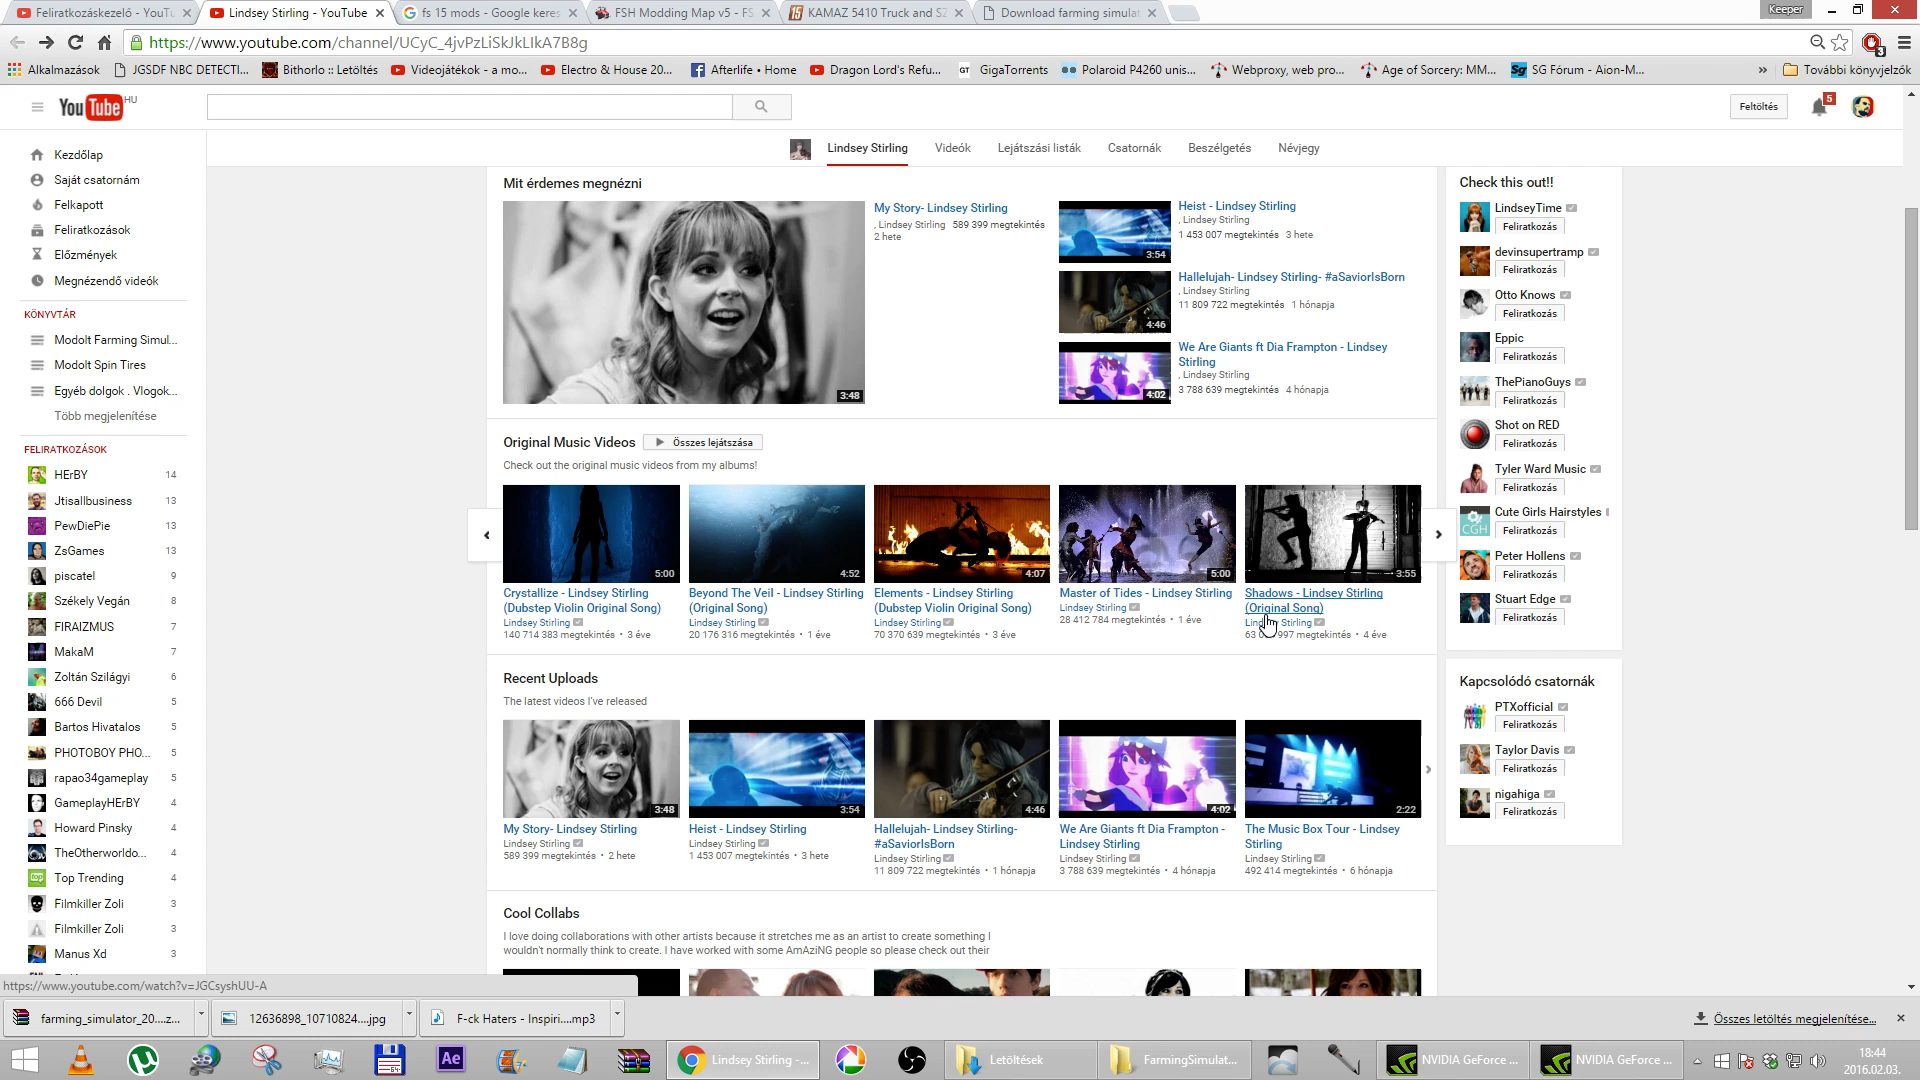 Feliratkozáskezelő - YouTu
Lindsey Stirling - YouTube
fs 15 mods - Google keres
FSH Modding Map v5 - FS
KAMAZ 5410 Truck and SZ
Download farming simulat
Keeper
https://www.youtube.com/channel/UCyC_4jvPzLiSkJkLIkA7B8g
Alkalmazások
JGSDF NBC DETECTI...
Bithorlo :: Letöltés
Videojátékok - a mo...
Electro & House 20...
Afterlife • Home
Dragon Lord's Refu...
GigaTorrents
Polaroid P4260 unis...
Webproxy, web pro...
Age of Sorcery: MM...
SG Fórum - Aion-M...
»
További könyvjelzők
YouTube HU
Feltöltés
5
Lindsey Stirling
Videók
Lejátszási listák
Csatornák
Beszélgetés
Névjegy
Kezdőlap
Saját csatornám
Felkapott
Feliratkozások
Előzmények
Megnézendő videók
KÖNYVTÁR
Modolt Farming Simul...
Modolt Spin Tires
Egyéb dolgok . Vlogok...
Több megjelenítése
FELIRATKOZÁSOK
HErBY 14
Jtisallbusiness 13
PewDiePie 13
ZsGames 13
piscatel 9
Székely Vegán 8
FIRAIZMUS 7
MakaM 7
Zoltán Szilágyi 6
666 Devil 5
Bartos Hivatalos 5
PHOTOBOY PHO... 5
rapao34gameplay 5
GameplayHErBY 4
Howard Pinsky 4
TheOtherworldo... 4
Top Trending 4
Filmkiller Zoli 3
Filmkiller Zoli 3
Manus Xd 3
Mit érdemes megnézni
3:48
My Story- Lindsey Stirling
, Lindsey Stirling 589 399 megtekintés
2 hete
3:54
Heist - Lindsey Stirling
, Lindsey Stirling
1 453 007 megtekintés 3 hete
4:46
Hallelujah- Lindsey Stirling- #aSaviorIsBorn
, Lindsey Stirling
11 809 722 megtekintés 1 hónapja
4:02
We Are Giants ft Dia Frampton - Lindsey
Stirling
, Lindsey Stirling
3 788 639 megtekintés 4 hónapja
Original Music Videos
Összes lejátszása
Check out the original music videos from my albums!
5:00
Crystallize - Lindsey Stirling
(Dubstep Violin Original Song)
Lindsey Stirling
140 714 383 megtekintés • 3 éve
4:52
Beyond The Veil - Lindsey Stirling
(Original Song)
Lindsey Stirling
20 176 316 megtekintés • 1 éve
4:07
Elements - Lindsey Stirling
(Dubstep Violin Original Song)
Lindsey Stirling
70 370 639 megtekintés • 3 éve
5:00
Master of Tides - Lindsey Stirling
Lindsey Stirling
28 412 784 megtekintés • 1 éve
3:55
Shadows - Lindsey Stirling
(Original Song)
Stirling
63 997 megtekintés • 4 éve
Recent Uploads
The latest videos I've released
3:48
My Story- Lindsey Stirling
Lindsey Stirling
589 399 megtekintés • 2 hete
3:54
Heist - Lindsey Stirling
Lindsey Stirling
1 453 007 megtekintés • 3 hete
4:46
Hallelujah- Lindsey Stirling-
#aSaviorIsBorn
Lindsey Stirling
11 809 722 megtekintés • 1 hónapja
4:02
We Are Giants ft Dia Frampton -
Lindsey Stirling
Lindsey Stirling
3 788 639 megtekintés • 4 hónapja
2:22
The Music Box Tour - Lindsey
Stirling
Lindsey Stirling
492 414 megtekintés • 6 hónapja
Cool Collabs
I love doing collaborations with other artists because it stretches me as an artist to create something I
wouldn't normally think to create. I have worked with some AmAziNG people so please check out their
Check this out!!
LindseyTime
Feliratkozás
devinsupertramp
Feliratkozás
Otto Knows
Feliratkozás
Eppic
Feliratkozás
ThePianoGuys
Feliratkozás
Shot on RED
Feliratkozás
Tyler Ward Music
Feliratkozás
CGH
Cute Girls Hairstyles
Feliratkozás
Peter Hollens
Feliratkozás
Stuart Edge
Feliratkozás
Kapcsolódó csatornák
PTXofficial
Feliratkozás
Taylor Davis
Feliratkozás
nigahiga
Feliratkozás
https://www.youtube.com/watch?v=JGCsyshUU-A
farming_simulator_20....z...
12636898_10710824....jpg
F-ck Haters - Inspiri....mp3
Összes letöltés megjelenítése...
Ae
Lindsey Stirling -...
Letöltések
FarmingSimulat...
NVIDIA GeForce ...
NVIDIA GeForce ...
18:44
2016.02.03.